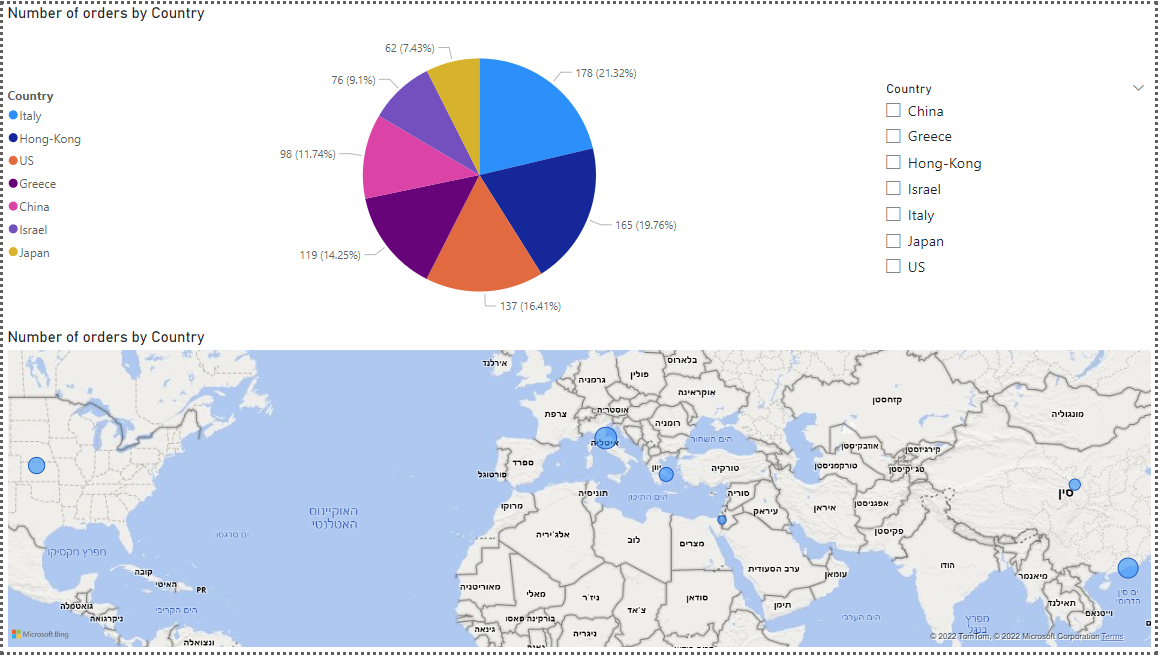 Number of orders by Country
Country
Italy
Hong-Kong
US
Greece
China
Israel
Japan
62 (7.43%)
76 (9.1%)
98 (11.74%)
119 (14.25%)
178 (21.32%)
165 (19.76%)
137 (16.41%)
Country
China
Greece
Hong-Kong
Israel
Italy
Japan
US
Number of orders by Country
אירלנד
בלארוס
פולין
גרמניה
אוקראינה
קזחסטן
מונגוליה
צרפת
אוסטריה
רומניה
איטליה
הים השחור
אוזבקיסטן
קירגיזסטן
ספרד
פורטוגל
יוון
טורקיה
טורקמניסטן
טג'יקיסטן
סין
תוניסיה
הים התיכון
סוריה
מרוקו
עיראק
איראן
אפגניסטן
האוקיינוס
האטלנטי
ים סרגסו
אלג'יריה
לוב
מצרים
פקיסטן
מפרץ מקסיקו
קובה
האיטי
PR
ערב הסעודית
עומאן
הודו
מיאנמר
מאוריטניה
מאלי
ניז'ר
צ'אד
סודאן
תימן
תאילנד
וייטנאם
ים סין
הדרומי
גואטמלה
ניקרגואה
הים הקריבי
הים הערבי
מפרץ
בנגל
בורקינה פאסו
גינאה
ניגריה
גאנה
ונצואלה
Microsoft Bing
© 2022 TomTom, © 2022 Microsoft Corporation Terms